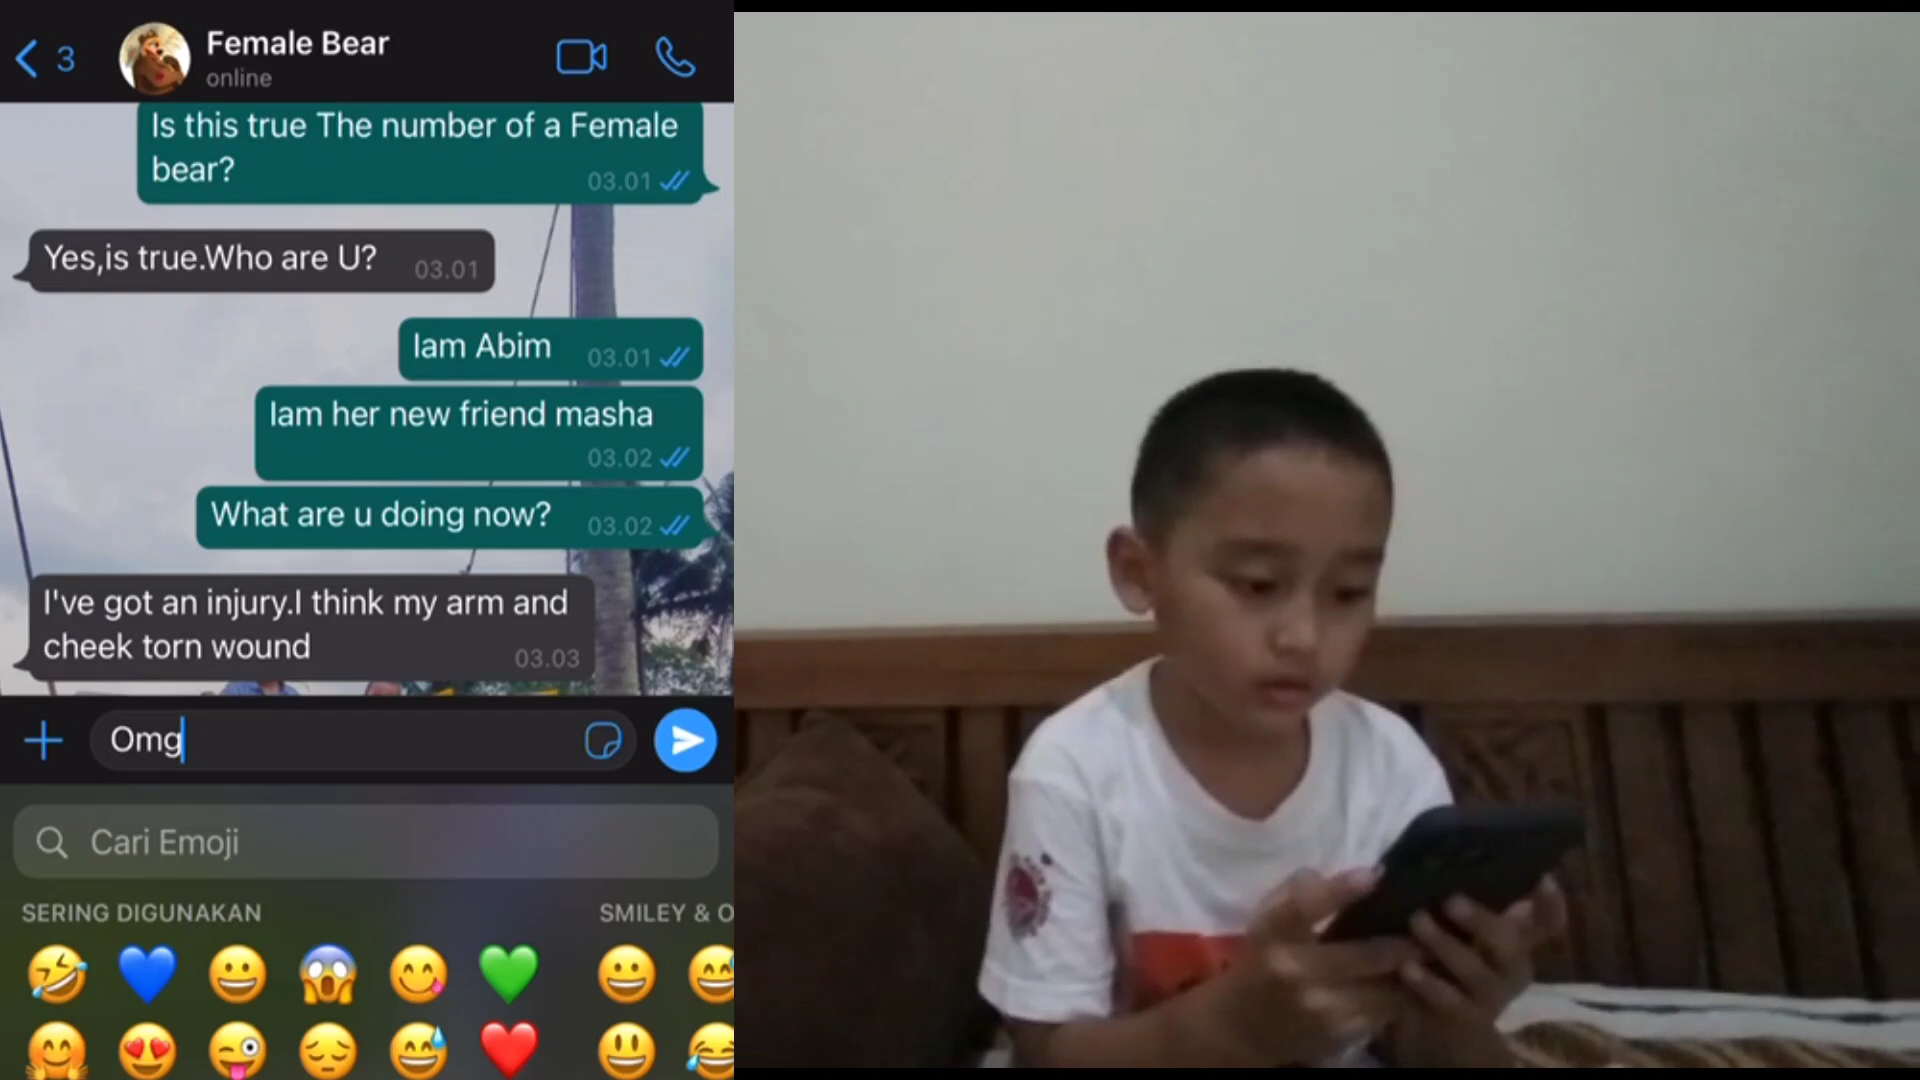 3
Female Bear
online
Is this true The number of a Female
bear?
03.01
Yes,is true.Who are U?
03.01
Iam Abim
03.01
Iam her new friend masha
03.02
What are u doing now?
03.02
I've got an injury.I think my arm and
cheek torn wound
03.03
Omg
Cari Emoji
SERING DIGUNAKAN
SMILEY & O